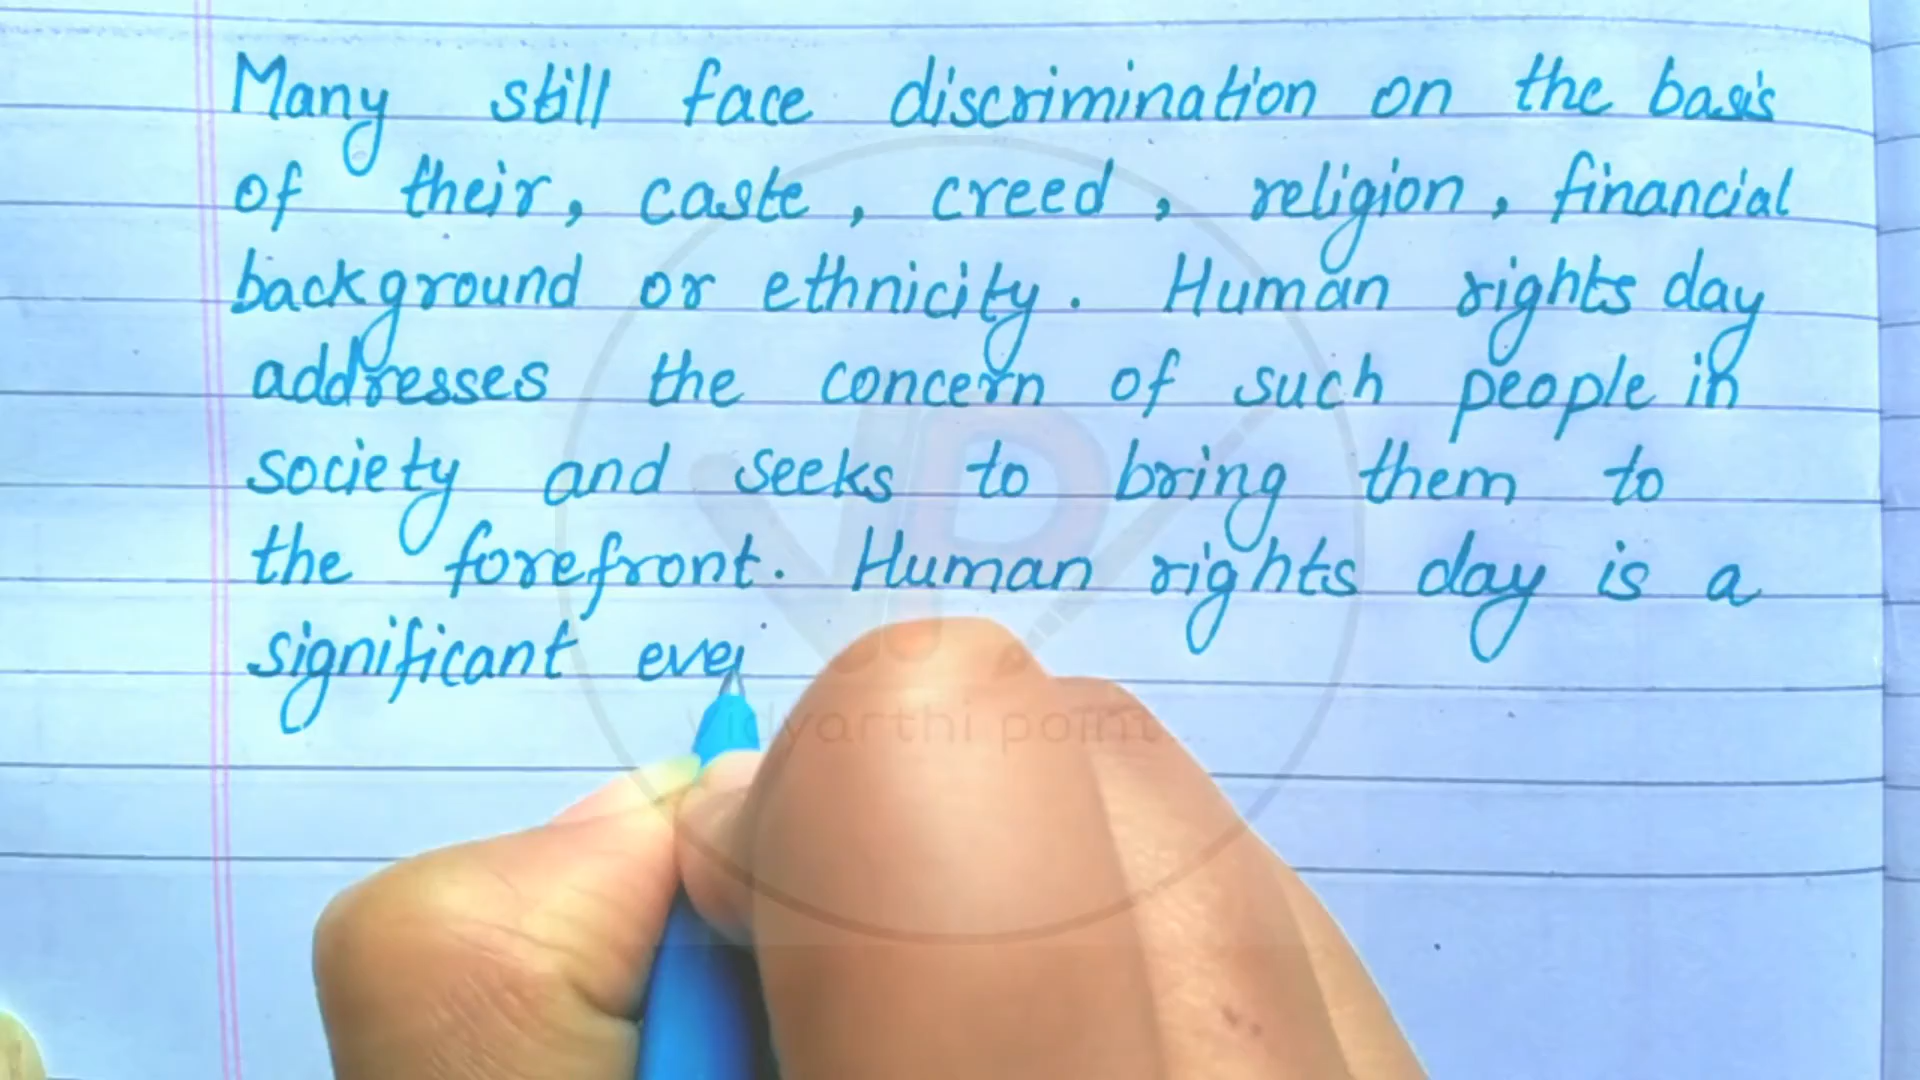 Many still face discrimination on the basis
of their, caste, creed, religion, financial
background or ethnicity. Human rights day
addresses the concern of such people in
society and seeks to bring them to
the forefront. Human rights day is a
significant eve
Vidyarthi point